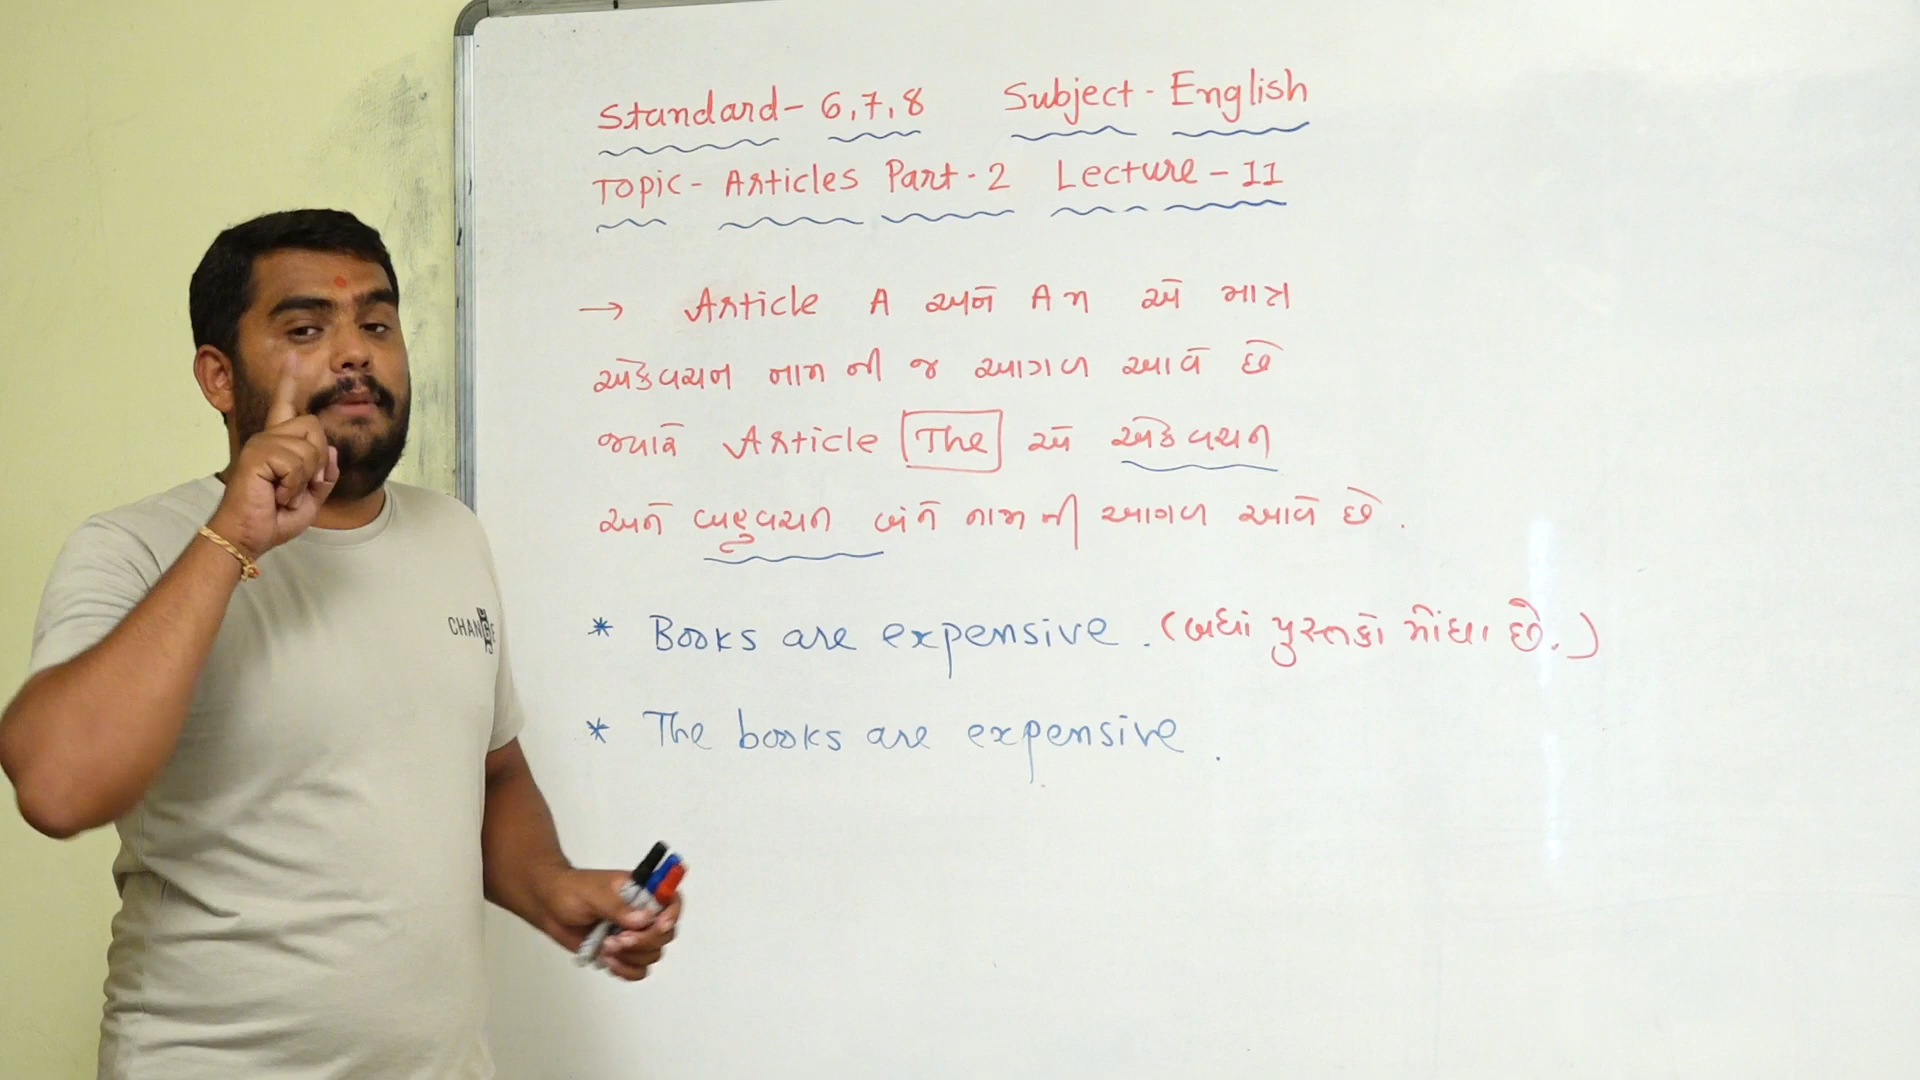 Standard - 6,7,8 Subject - English
Topic - Articles Part - 2 Lecture - 11
→ Article A અને An એ માત્ર
એકવચન નામ ની જ આગળ આવે છે
જ્યારે Article The એ એકવચન
અને બહુવચન બંને નામ ની આગળ આવે છે.
* Books are expensive. (બધાં પુસ્તકો મોંઘા છે.)
* The books are expensive.
CHANGE